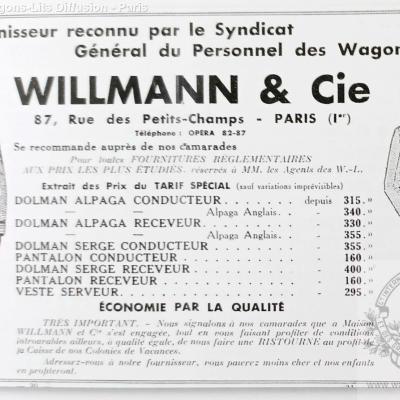 agons-Lits Diffusion - Paris
nisseur reconnu par le Syndicat
Général du Personnel des Wagon
WILLMANN & Cie
87, Rue des Petits-Champs - PARIS (Iᵉʳ)
Téléphone : OPÉRA 82-87
Se recommande auprès de nos camarades
Pour toutes FOURNITURES RÉGLEMENTAIRES
AUX PRIX LES PLUS ÉTUDIÉS, réservés à MM. les Agents des W.-L.
Extrait des Prix du TARIF SPÉCIAL (sauf variations imprévisibles)
DOLMAN ALPAGA CONDUCTEUR . . . . . . . depuis 315. »
— — Alpaga Anglais . . 340. »
DOLMAN ALPAGA RECEVEUR . . . . . . . 330. »
— — Alpaga Anglais . . 355. »
DOLMAN SERGE CONDUCTEUR . . . . . . . 355. »
PANTALON CONDUCTEUR . . . . . . . 160. »
DOLMAN SERGE RECEVEUR . . . . . . . 400. »
PANTALON RECEVEUR . . . . . . . 160. »
VESTE SERVEUR . . . . . . . 295. »
ÉCONOMIE PAR LA QUALITÉ
TRÈS IMPORTANT. - Nous signalons à nos camarades que a Maison
WILLMANN et Cⁱᵉ s'est engagée, tout en vous faisant profiter de conditions
introuvables ailleurs, à qualité égale, de nous faire une RISTOURNE au profit de
la Caisse de nos Colonies de Vacances.
Adressez-vous à notre fournisseur, vous paierez moins cher et nos enfants
en profiteront.